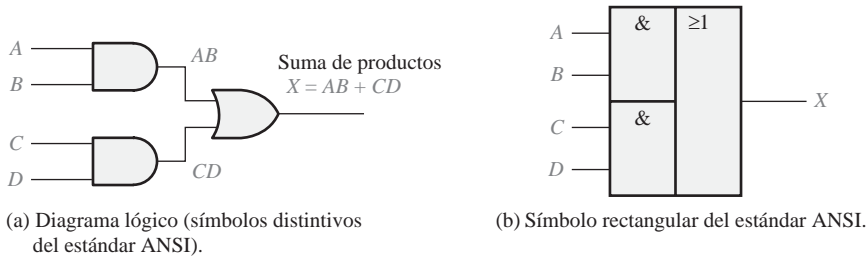 A
B
AB
Suma de productos
X = AB + CD
C
D
CD
(a) Diagrama lógico (símbolos distintivos
del estándar ANSI).
A
B
C
D
&
≥1
&
X
(b) Símbolo rectangular del estándar ANSI.